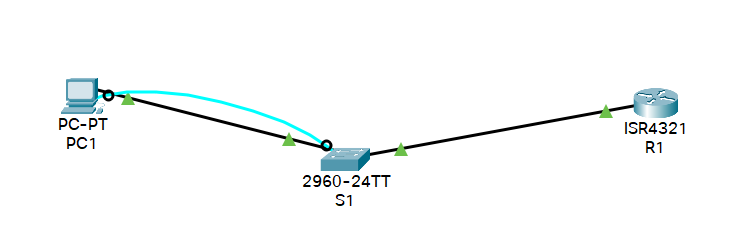 PC-PT
PC1
2960-24TT
S1
ISR4321
R1